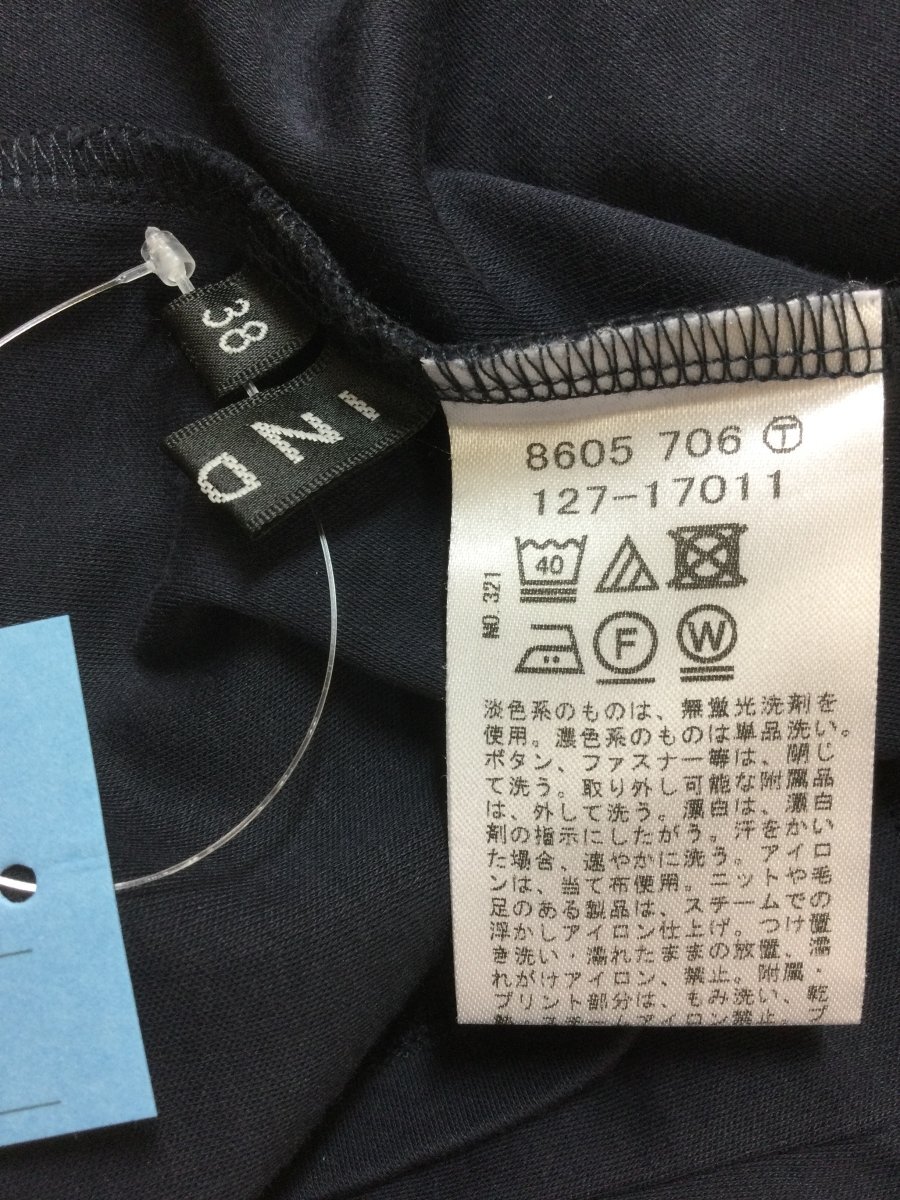 38
IND
8605 706 Ⓣ
127-17011
40
NO.321
F
W
淡色系のものは、無蛍光洗剤を
使用。濃色系のものは単品洗い。
ボタン、ファスナー等は、閉じ
て洗う。取り外し可能な附属品
は、外して洗う。漂白は、漂白
剤の指示にしたがう。汗をかい
た場合、速やかに洗う。アイロ
ンは、当て布使用。ニットや毛
足のある製品は、スチームでの
浮かしアイロン仕上げ。つけ置
き洗い・濡れたままの放置、濡
れがけアイロン、禁止。附属・
プリント部分は、もみ洗い、乾